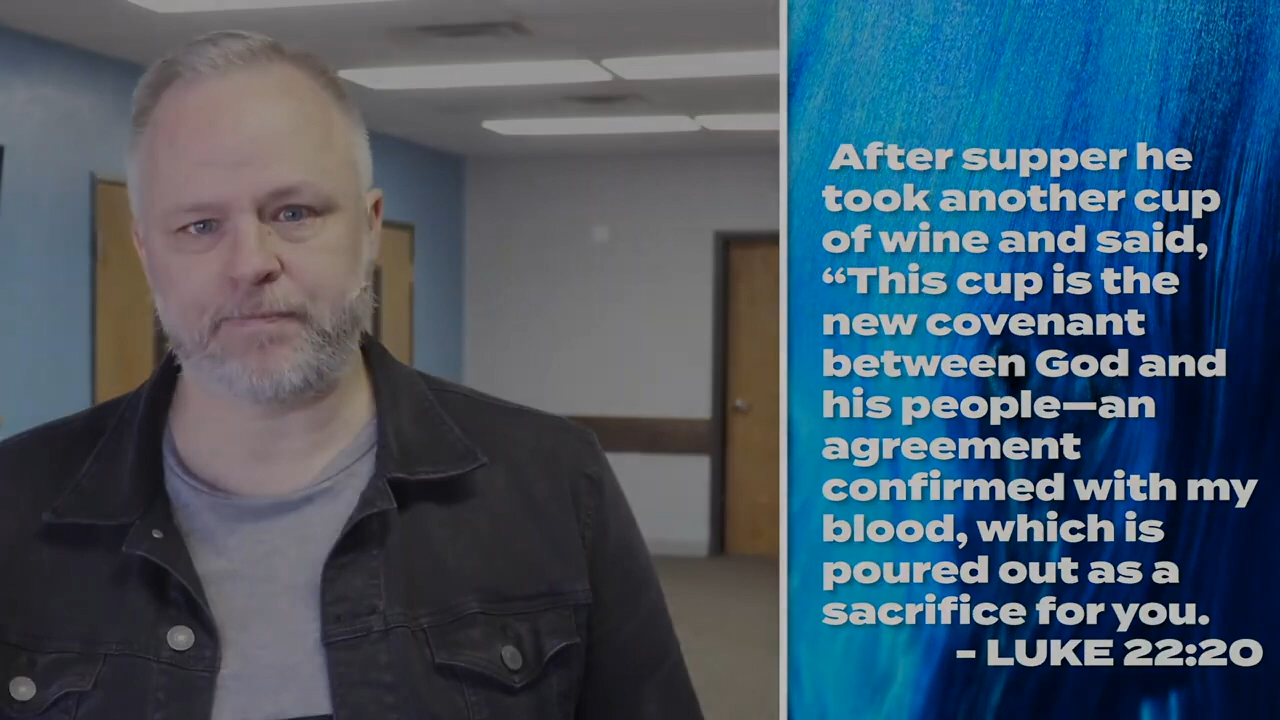 After supper he
took another cup
of wine and said,
“This cup is the
new covenant
between God and
his people—an
agreement
confirmed with my
blood, which is
poured out as a
sacrifice for you.
- LUKE 22:20